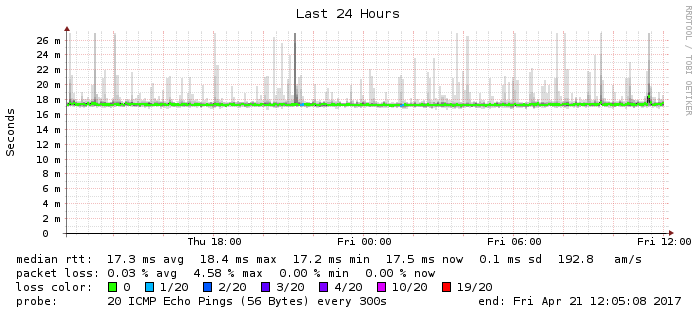 Last 24 Hours
RRDTOOL / TOBI OETIKER
Seconds
26 m
24 m
22 m
20 m
18 m
16 m
14 m
12 m
10 m
8 m
6 m
4 m
2 m
0
Thu 18:00 Fri 00:00 Fri 06:00 Fri 12:00
median rtt: 17.3 ms avg 18.4 ms max 17.2 ms min 17.5 ms now 0.1 ms sd 192.8 am/s
packet loss: 0.03 % avg 4.58 % max 0.00 % min 0.00 % now
loss color: 0 1/20 2/20 3/20 4/20 10/20 19/20
probe: 20 ICMP Echo Pings (56 Bytes) every 300s end: Fri Apr 21 12:05:08 2017